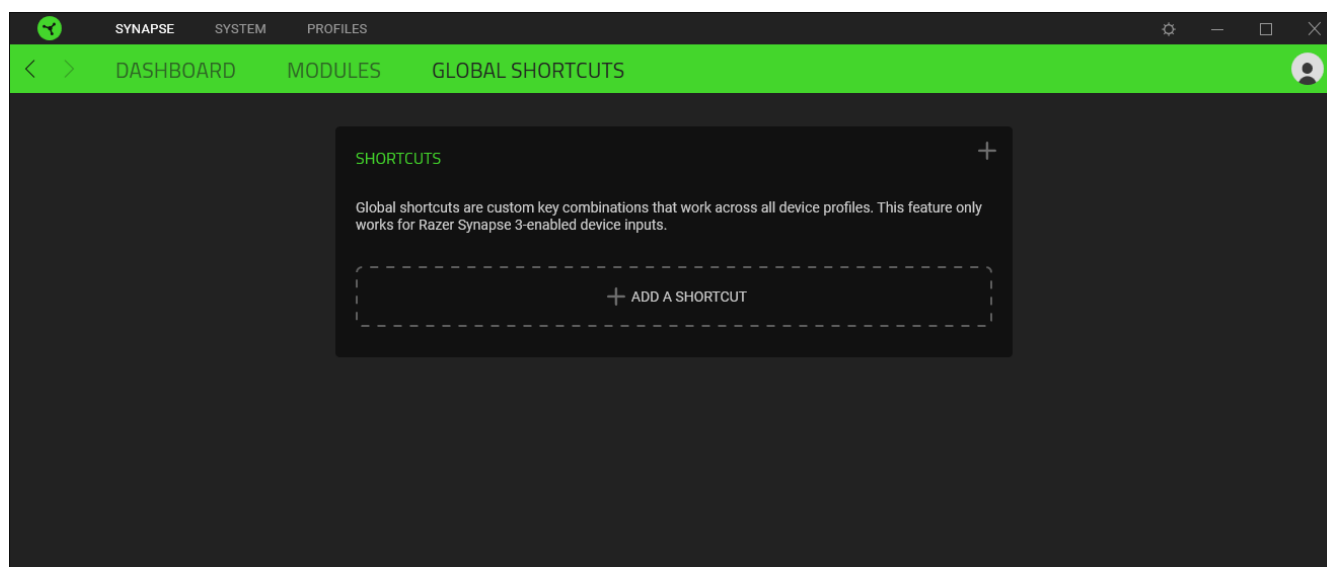 SYNAPSE SYSTEM PROFILES
DASHBOARD MODULES GLOBAL SHORTCUTS
SHORTCUTS
Global shortcuts are custom key combinations that work across all device profiles. This feature only
works for Razer Synapse 3-enabled device inputs.
ADD A SHORTCUT